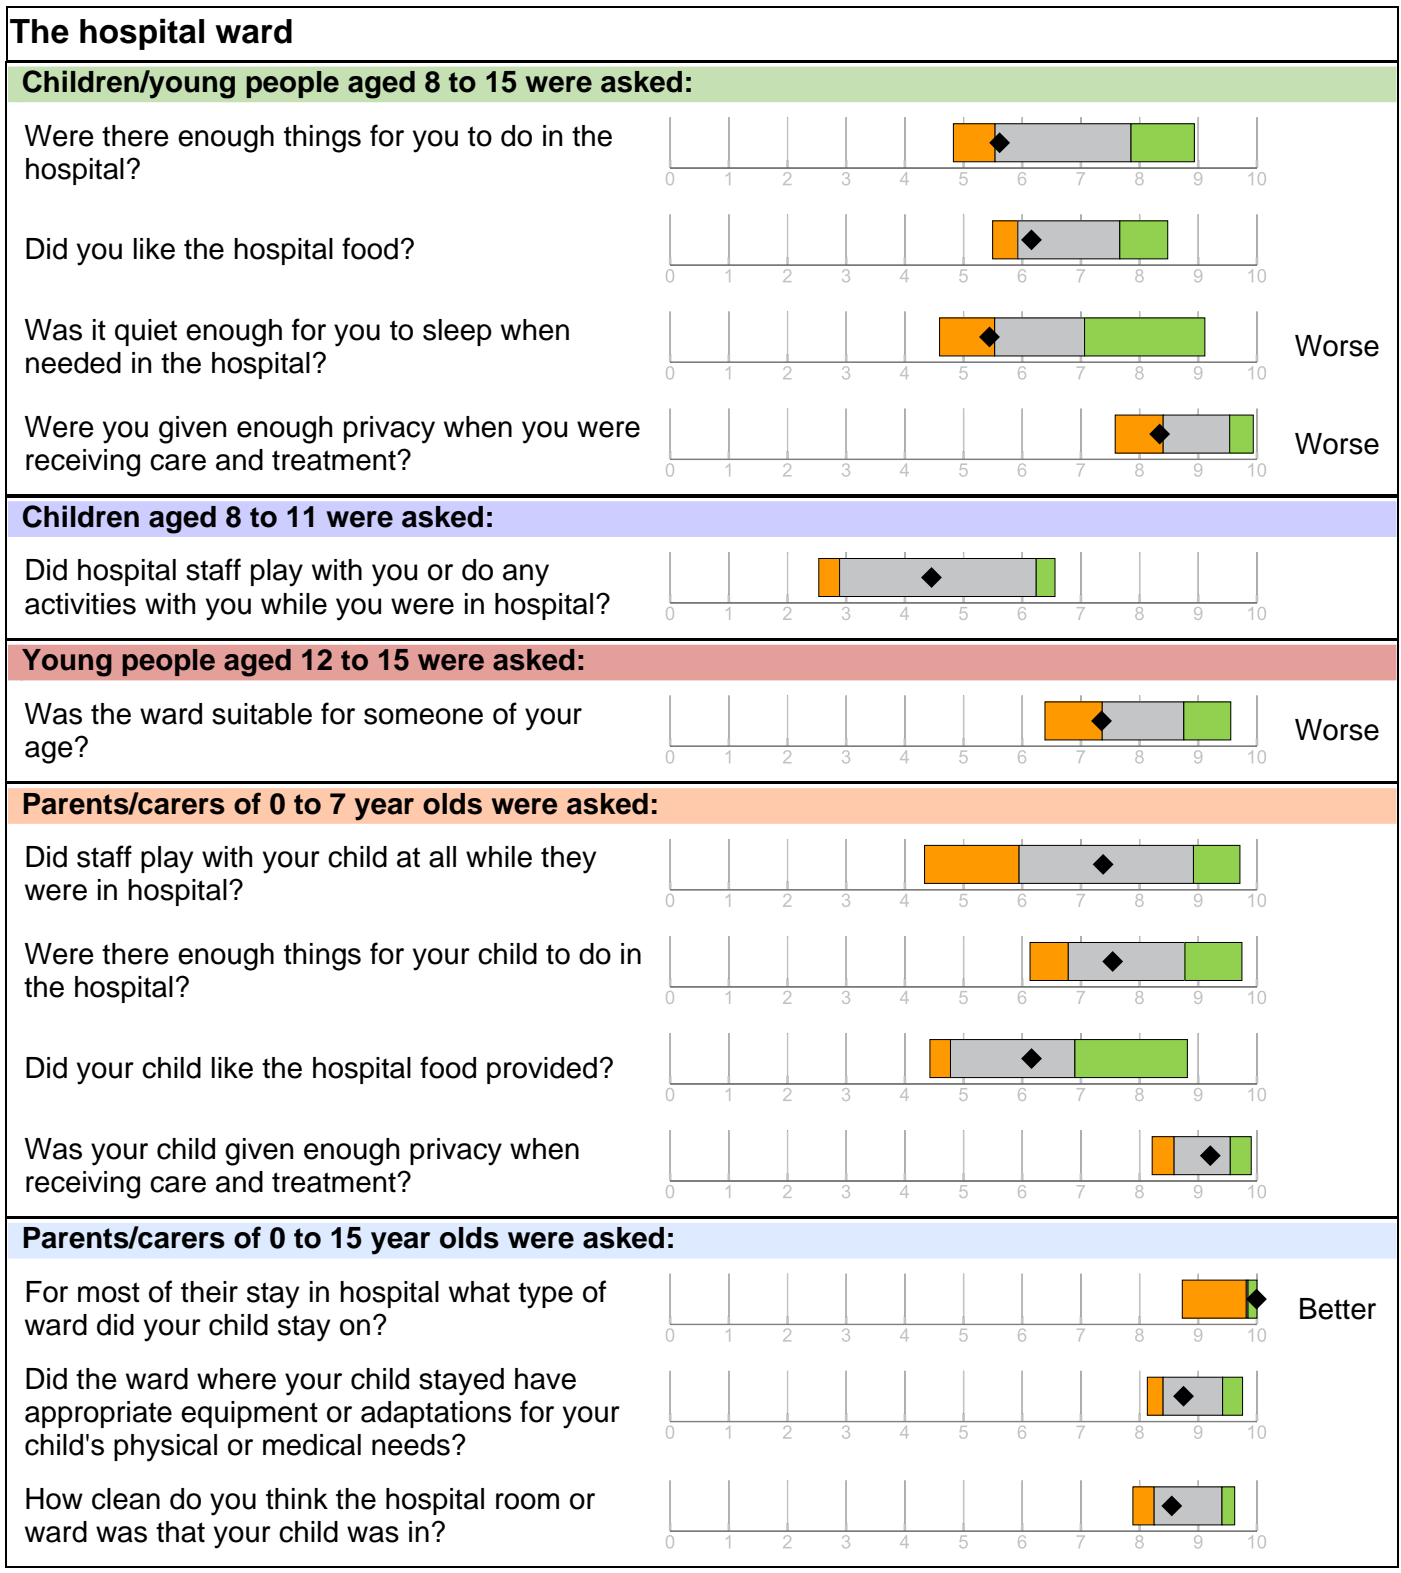 The hospital ward
Children/young people aged 8 to 15 were asked:
Were there enough things for you to do in the
hospital?
0 1 2 3 4 5 6 7 8 9 10
Did you like the hospital food?
0 1 2 3 4 5 6 7 8 9 10
Was it quiet enough for you to sleep when
needed in the hospital?
0 1 2 3 4 5 6 7 8 9 10
Worse
Were you given enough privacy when you were
receiving care and treatment?
0 1 2 3 4 5 6 7 8 9 10
Worse
Children aged 8 to 11 were asked:
Did hospital staff play with you or do any
activities with you while you were in hospital?
0 1 2 3 4 5 6 7 8 9 10
Young people aged 12 to 15 were asked:
Was the ward suitable for someone of your
age?
0 1 2 3 4 5 6 7 8 9 10
Worse
Parents/carers of 0 to 7 year olds were asked:
Did staff play with your child at all while they
were in hospital?
0 1 2 3 4 5 6 7 8 9 10
Were there enough things for your child to do in
the hospital?
0 1 2 3 4 5 6 7 8 9 10
Did your child like the hospital food provided?
0 1 2 3 4 5 6 7 8 9 10
Was your child given enough privacy when
receiving care and treatment?
0 1 2 3 4 5 6 7 8 9 10
Parents/carers of 0 to 15 year olds were asked:
For most of their stay in hospital what type of
ward did your child stay on?
0 1 2 3 4 5 6 7 8 9 10
Better
Did the ward where your child stayed have
appropriate equipment or adaptations for your
child's physical or medical needs?
0 1 2 3 4 5 6 7 8 9 10
How clean do you think the hospital room or
ward was that your child was in?
0 1 2 3 4 5 6 7 8 9 10